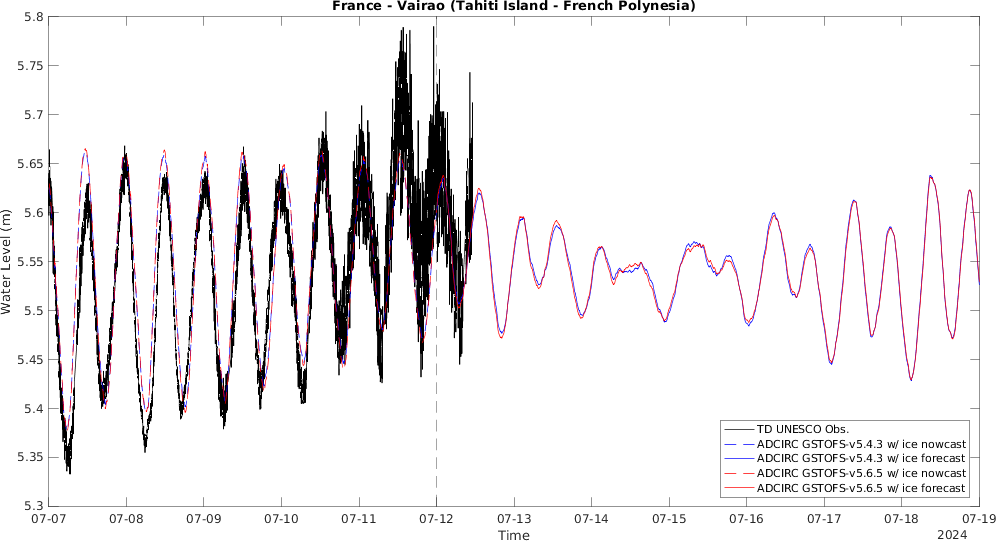 France - Vairao (Tahiti Island - French Polynesia)
5.8
5.75
5.7
5.65
5.6
5.55
5.5
5.45
5.4
5.35
5.3
Water Level (m)
TD UNESCO Obs.
ADCIRC GSTOFS-v5.4.3 w/ ice nowcast
ADCIRC GSTOFS-v5.4.3 w/ ice forecast
ADCIRC GSTOFS-v5.6.5 w/ ice nowcast
ADCIRC GSTOFS-v5.6.5 w/ ice forecast
07-07 07-08 07-09 07-10 07-11 07-12 07-13 07-14 07-15 07-16 07-17 07-18 07-19
Time
2024